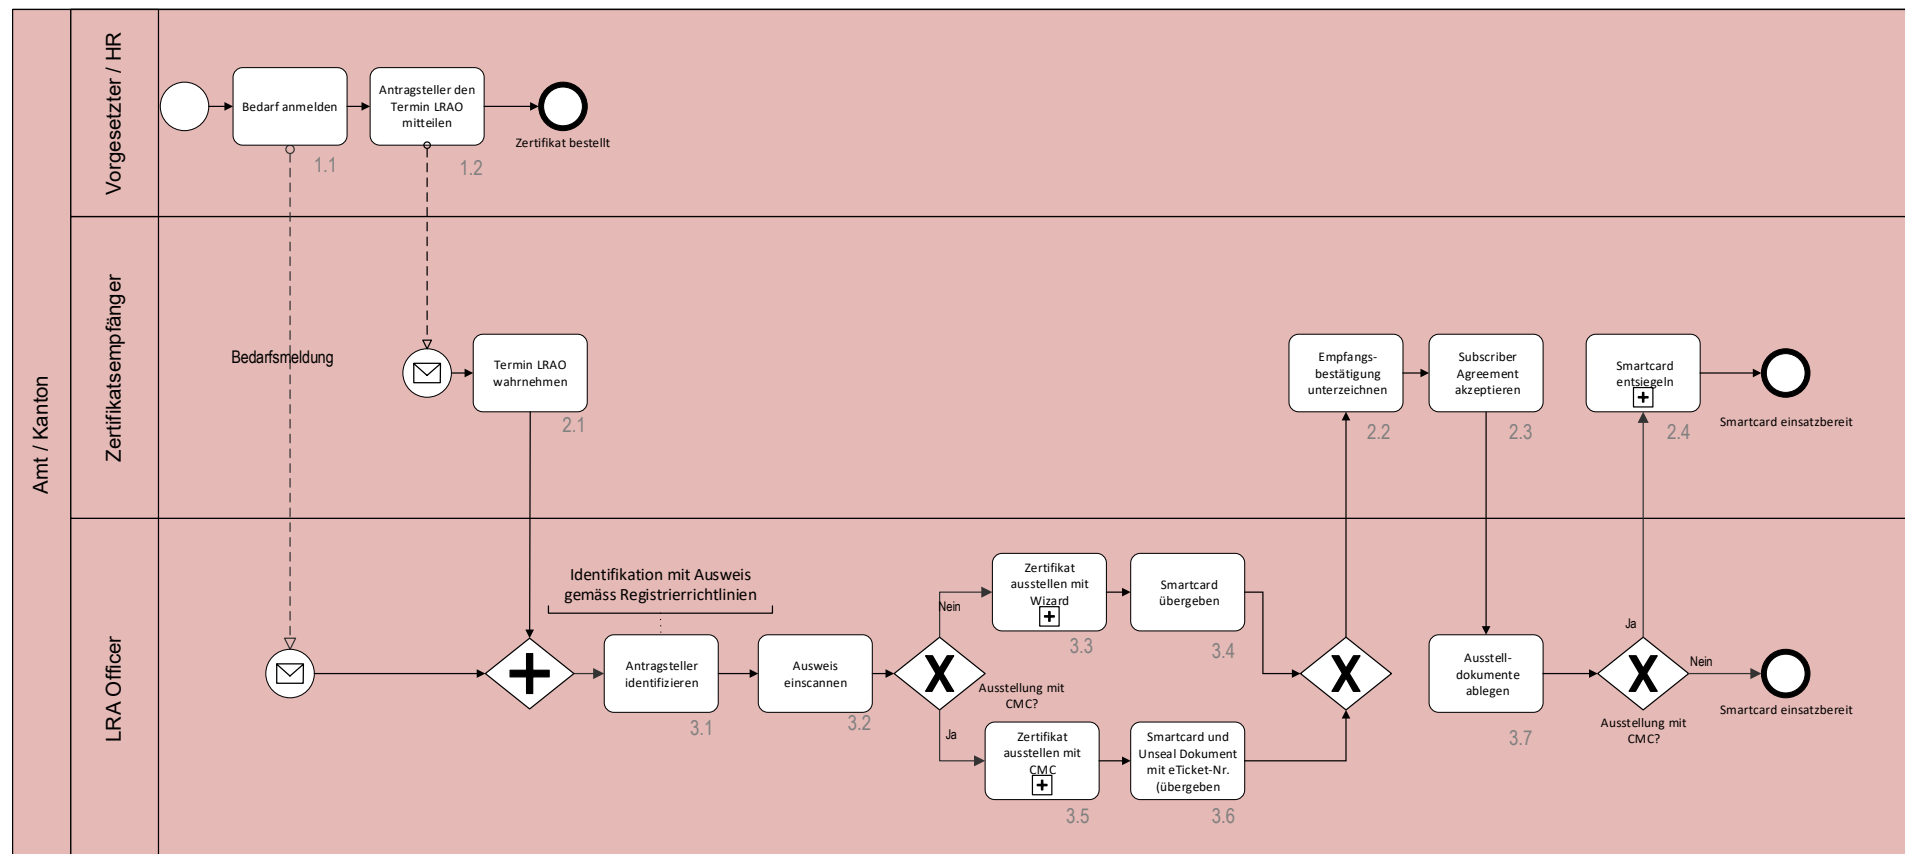 Amt / Kanton
Vorgesetzter / HR
Bedarf anmelden
1.1
Antragsteller den
Termin LRAO
mitteilen
1.2
Zertifikat bestellt
Zertifikatsempfänger
Bedarfsmeldung
Termin LRAO
wahrnehmen
2.1
Empfangs-
bestätigung
unterzeichnen
2.2
Subscriber
Agreement
akzeptieren
2.3
Smartcard
entsiegeln
2.4
Smartcard einsatzbereit
LRA Officer
Identifikation mit Ausweis
gemäss Registrierrichtlinien
Antragsteller
identifizieren
3.1
Ausweis
einscannen
3.2
X
Ausstellung mit
CMC?
Nein
Zertifikat
ausstellen mit
Wizard
3.3
Smartcard
übergeben
3.4
Ja
Zertifikat
ausstellen mit
CMC
3.5
Smartcard und
Unseal Dokument
mit eTicket-Nr.
(übergeben
3.6
X
Ausstell-
dokumente
ablegen
3.7
Ja
X
Ausstellung mit
CMC?
Nein
Smartcard einsatzbereit